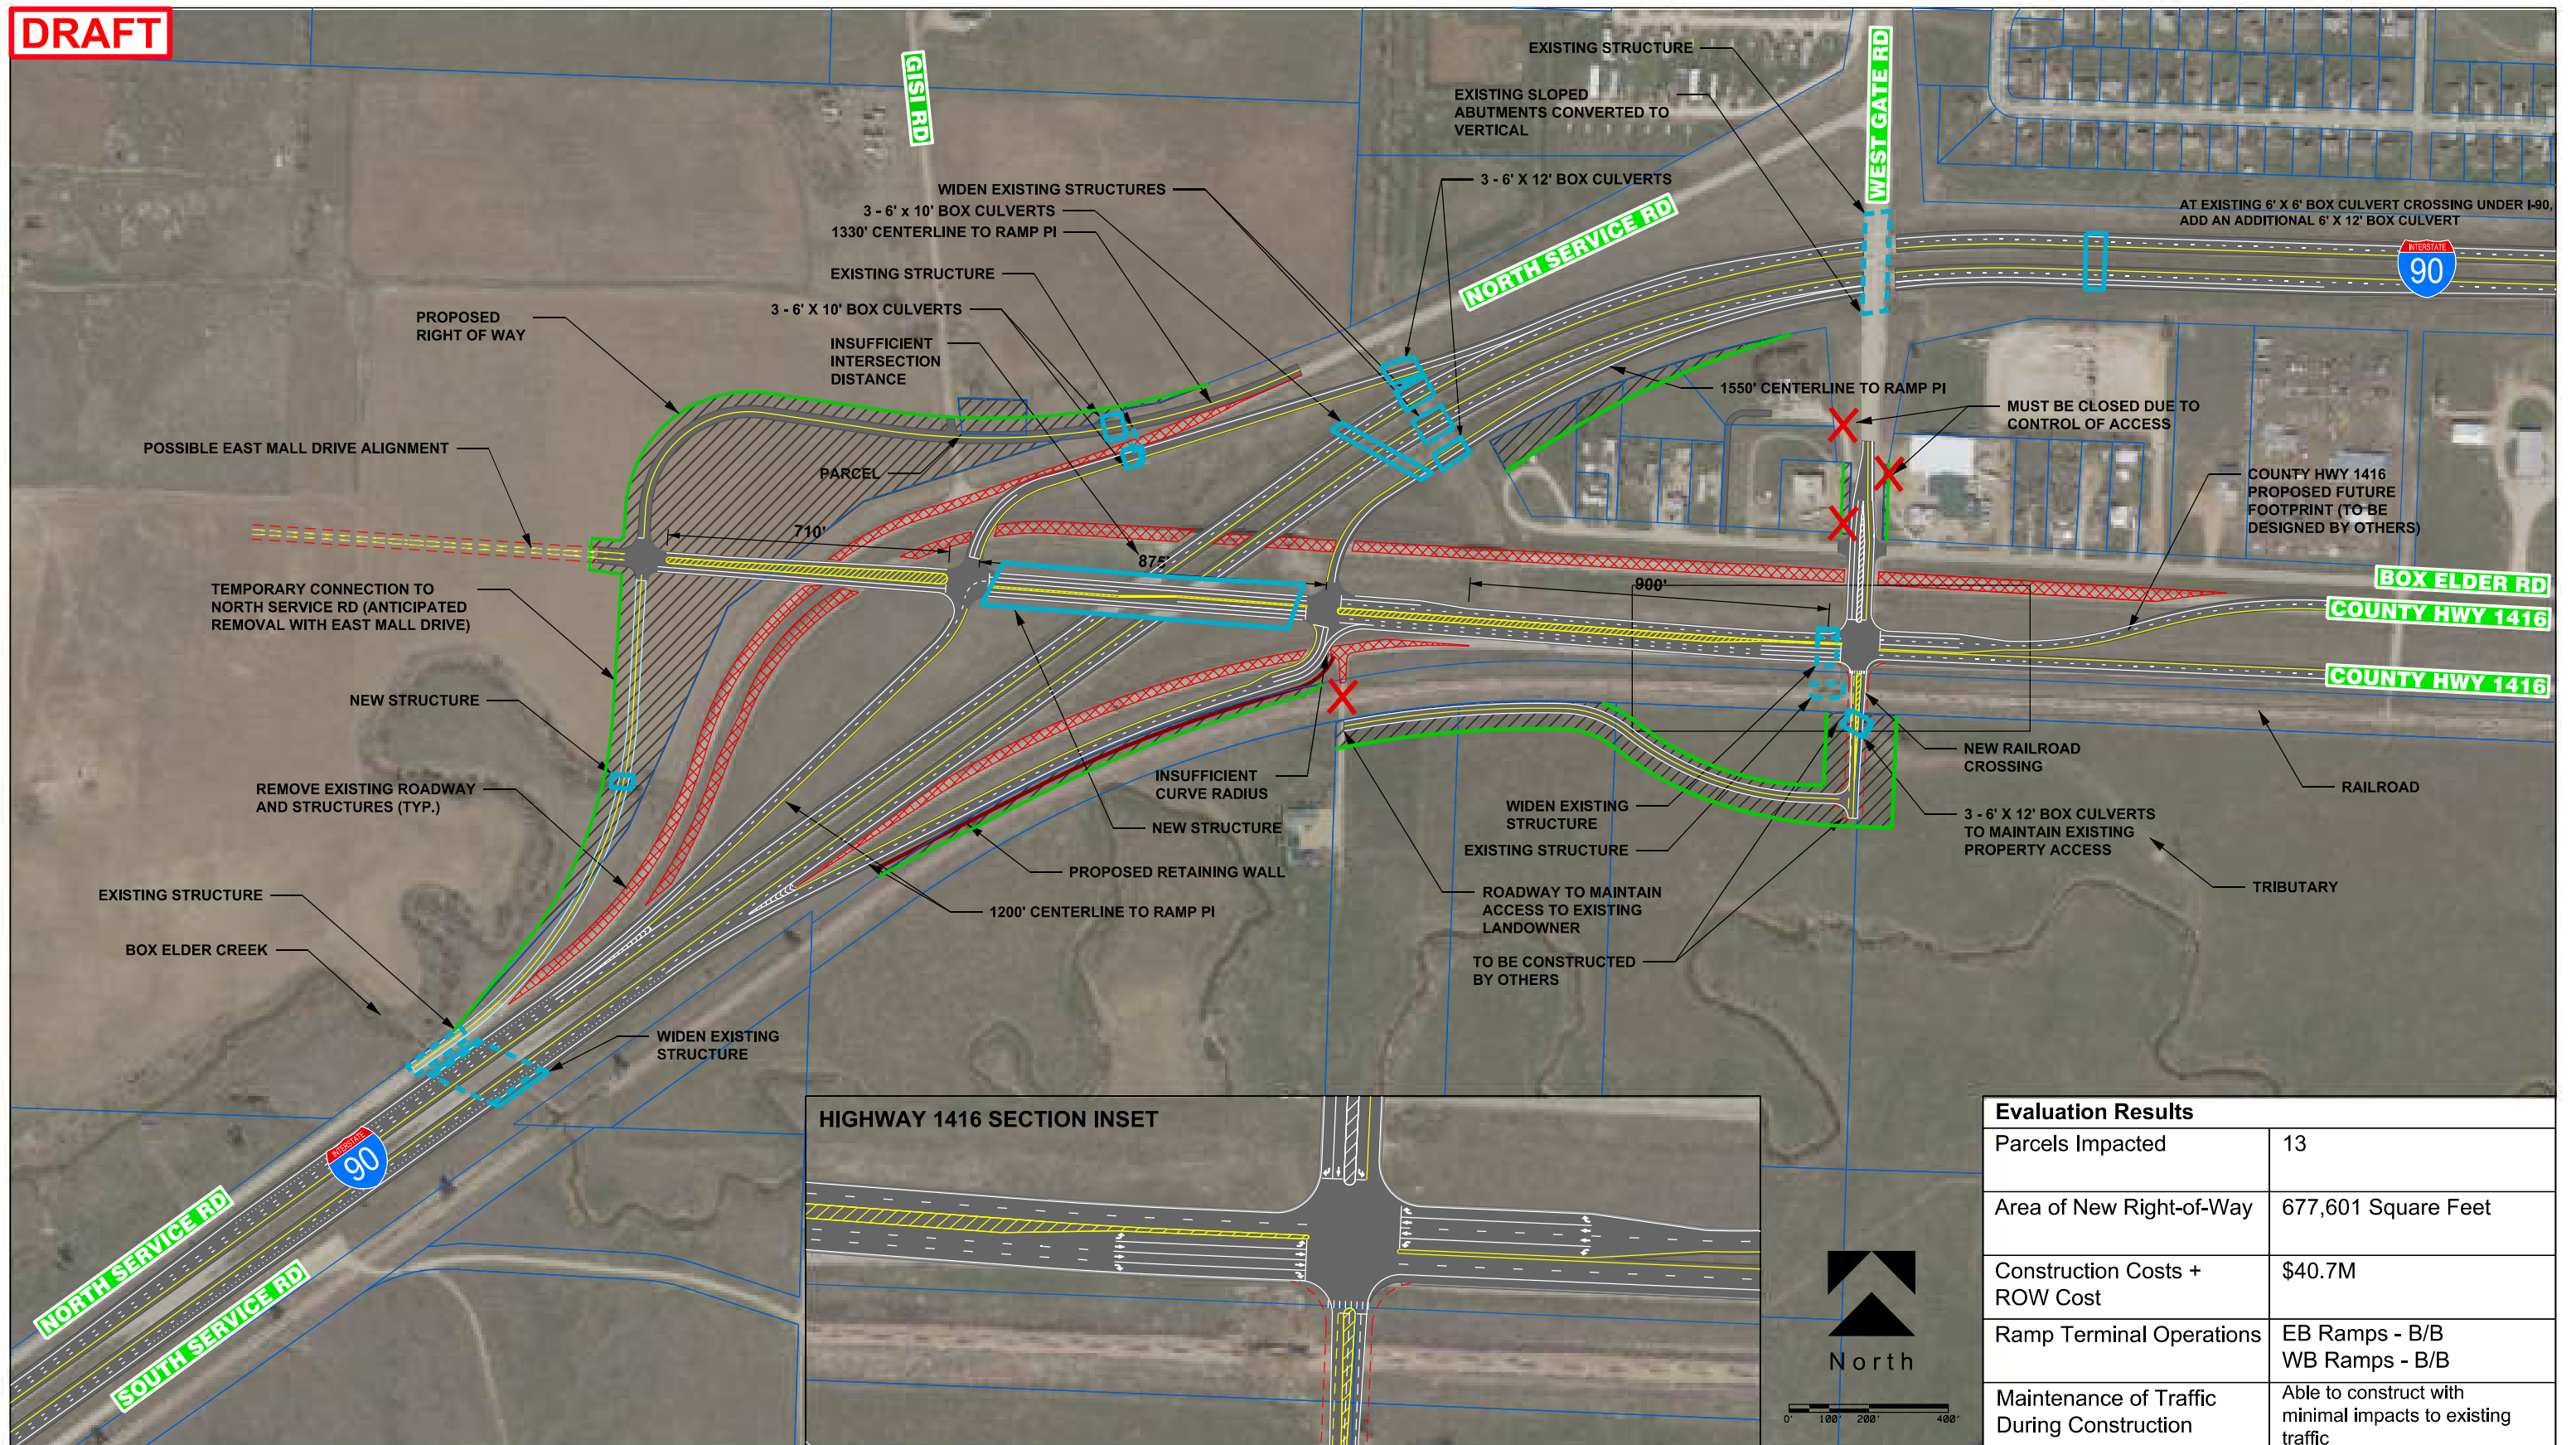 DRAFT
GISI RD
WEST GATE RD
EXISTING STRUCTURE
EXISTING SLOPED
ABUTMENTS CONVERTED TO
VERTICAL
WIDEN EXISTING STRUCTURES
3 - 6' X 12' BOX CULVERTS
3 - 6' x 10' BOX CULVERTS
1330' CENTERLINE TO RAMP PI
NORTH SERVICE RD
AT EXISTING 6' X 6' BOX CULVERT CROSSING UNDER I-90,
ADD AN ADDITIONAL 6' X 12' BOX CULVERT
INTERSTATE
90
EXISTING STRUCTURE
3 - 6' X 10' BOX CULVERTS
PROPOSED
RIGHT OF WAY
INSUFFICIENT
INTERSECTION
DISTANCE
1550' CENTERLINE TO RAMP PI
MUST BE CLOSED DUE TO
CONTROL OF ACCESS
POSSIBLE EAST MALL DRIVE ALIGNMENT
PARCEL
COUNTY HWY 1416
PROPOSED FUTURE
FOOTPRINT (TO BE
DESIGNED BY OTHERS)
710'
875'
900'
BOX ELDER RD
COUNTY HWY 1416
COUNTY HWY 1416
TEMPORARY CONNECTION TO
NORTH SERVICE RD (ANTICIPATED
REMOVAL WITH EAST MALL DRIVE)
NEW STRUCTURE
REMOVE EXISTING ROADWAY
AND STRUCTURES (TYP.)
INSUFFICIENT
CURVE RADIUS
NEW STRUCTURE
PROPOSED RETAINING WALL
1200' CENTERLINE TO RAMP PI
NEW RAILROAD
CROSSING
RAILROAD
WIDEN EXISTING
STRUCTURE
EXISTING STRUCTURE
3 - 6' X 12' BOX CULVERTS
TO MAINTAIN EXISTING
PROPERTY ACCESS
TRIBUTARY
ROADWAY TO MAINTAIN
ACCESS TO EXISTING
LANDOWNER
TO BE CONSTRUCTED
BY OTHERS
EXISTING STRUCTURE
BOX ELDER CREEK
WIDEN EXISTING
STRUCTURE
INTERSTATE
90
NORTH SERVICE RD
SOUTH SERVICE RD
HIGHWAY 1416 SECTION INSET
North
0' 100' 200' 400'
Evaluation Results
Parcels Impacted 13
Area of New Right-of-Way 677,601 Square Feet
Construction Costs + $40.7M
ROW Cost
Ramp Terminal Operations EB Ramps - B/B
WB Ramps - B/B
Maintenance of Traffic Able to construct with
During Construction minimal impacts to existing
traffic